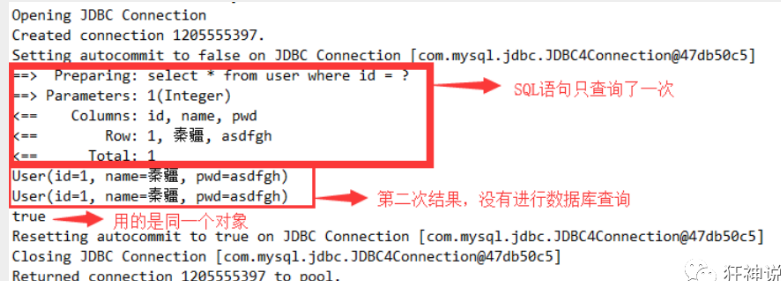 Opening JDBC Connection
Created connection 1205555397.
Setting autocommit to false on JDBC Connection [com.mysql.jdbc.JDBC4Connection@47db50c5]
==>  Preparing: select * from user where id = ?
==> Parameters: 1(Integer)
SQL语句只查询了一次
<==    Columns: id, name, pwd
<==        Row: 1, 秦疆, asdfgh
<==      Total: 1
User(id=1, name=秦疆, pwd=asdfgh)
User(id=1, name=秦疆, pwd=asdfgh)
第二次结果，没有进行数据库查询
true
用的是同一个对象
Resetting autocommit to true on JDBC Connection [com.mysql.jdbc.JDBC4Connection@47db50c5]
Closing JDBC Connection [com.mysql.jdbc.JDBC4Connection@47db50c5]
Returned connection 1205555397 to pool.
狂神说